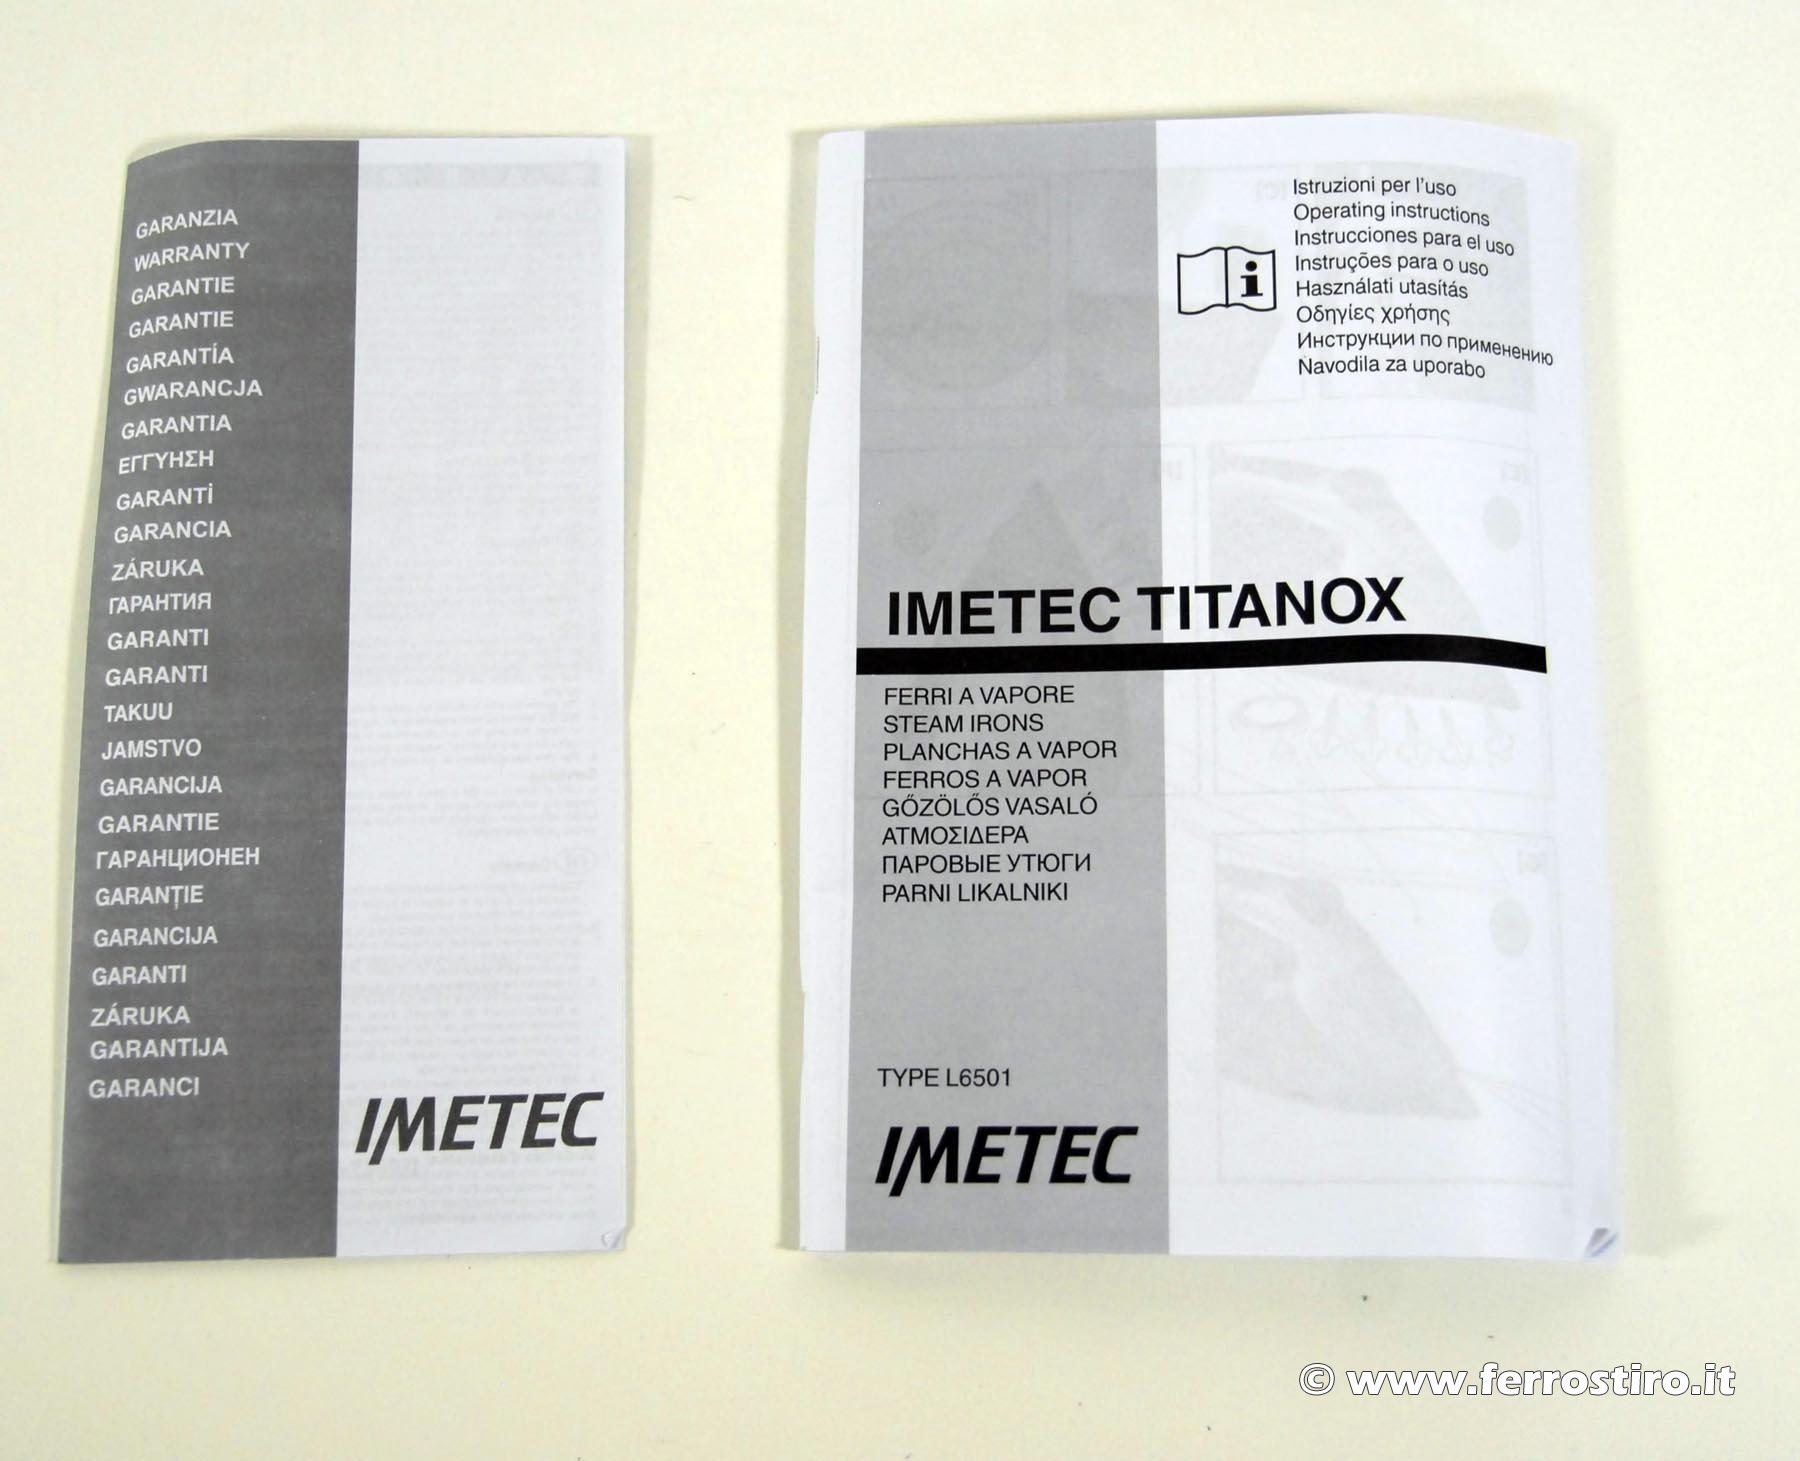 GARANZIA
WARRANTY
GARANTIE
GARANTIE
GARANTÍA
GWARANCJA
GARANTIA
ΕΓΓΥΗΣΗ
GARANTİ
GARANCIA
ZÁRUKA
ГАРАНТИЯ
GARANTI
GARANTI
TAKUU
JAMSTVO
GARANCIJA
GARANTIE
ГАРАНЦИОНЕН
GARANŢIE
GARANCIJA
GARANTI
ZÁRUKA
GARANTIJA
GARANCI
IMETEC
Istruzioni per l'uso
Operating instructions
Instrucciones para el uso
Instruções para o uso
Használati utasítás
Οδηγίες χρήσης
Инструкции по применению
Navodila za uporabo
IMETEC TITANOX
FERRI A VAPORE
STEAM IRONS
PLANCHAS A VAPOR
FERROS A VAPOR
GŐZÖLŐS VASALÓ
ΑΤΜΟΣΙΔΕΡΑ
ПАРОВЫЕ УТЮГИ
PARNI LIKALNIKI
TYPE L6501
IMETEC
© www.ferrostiro.it